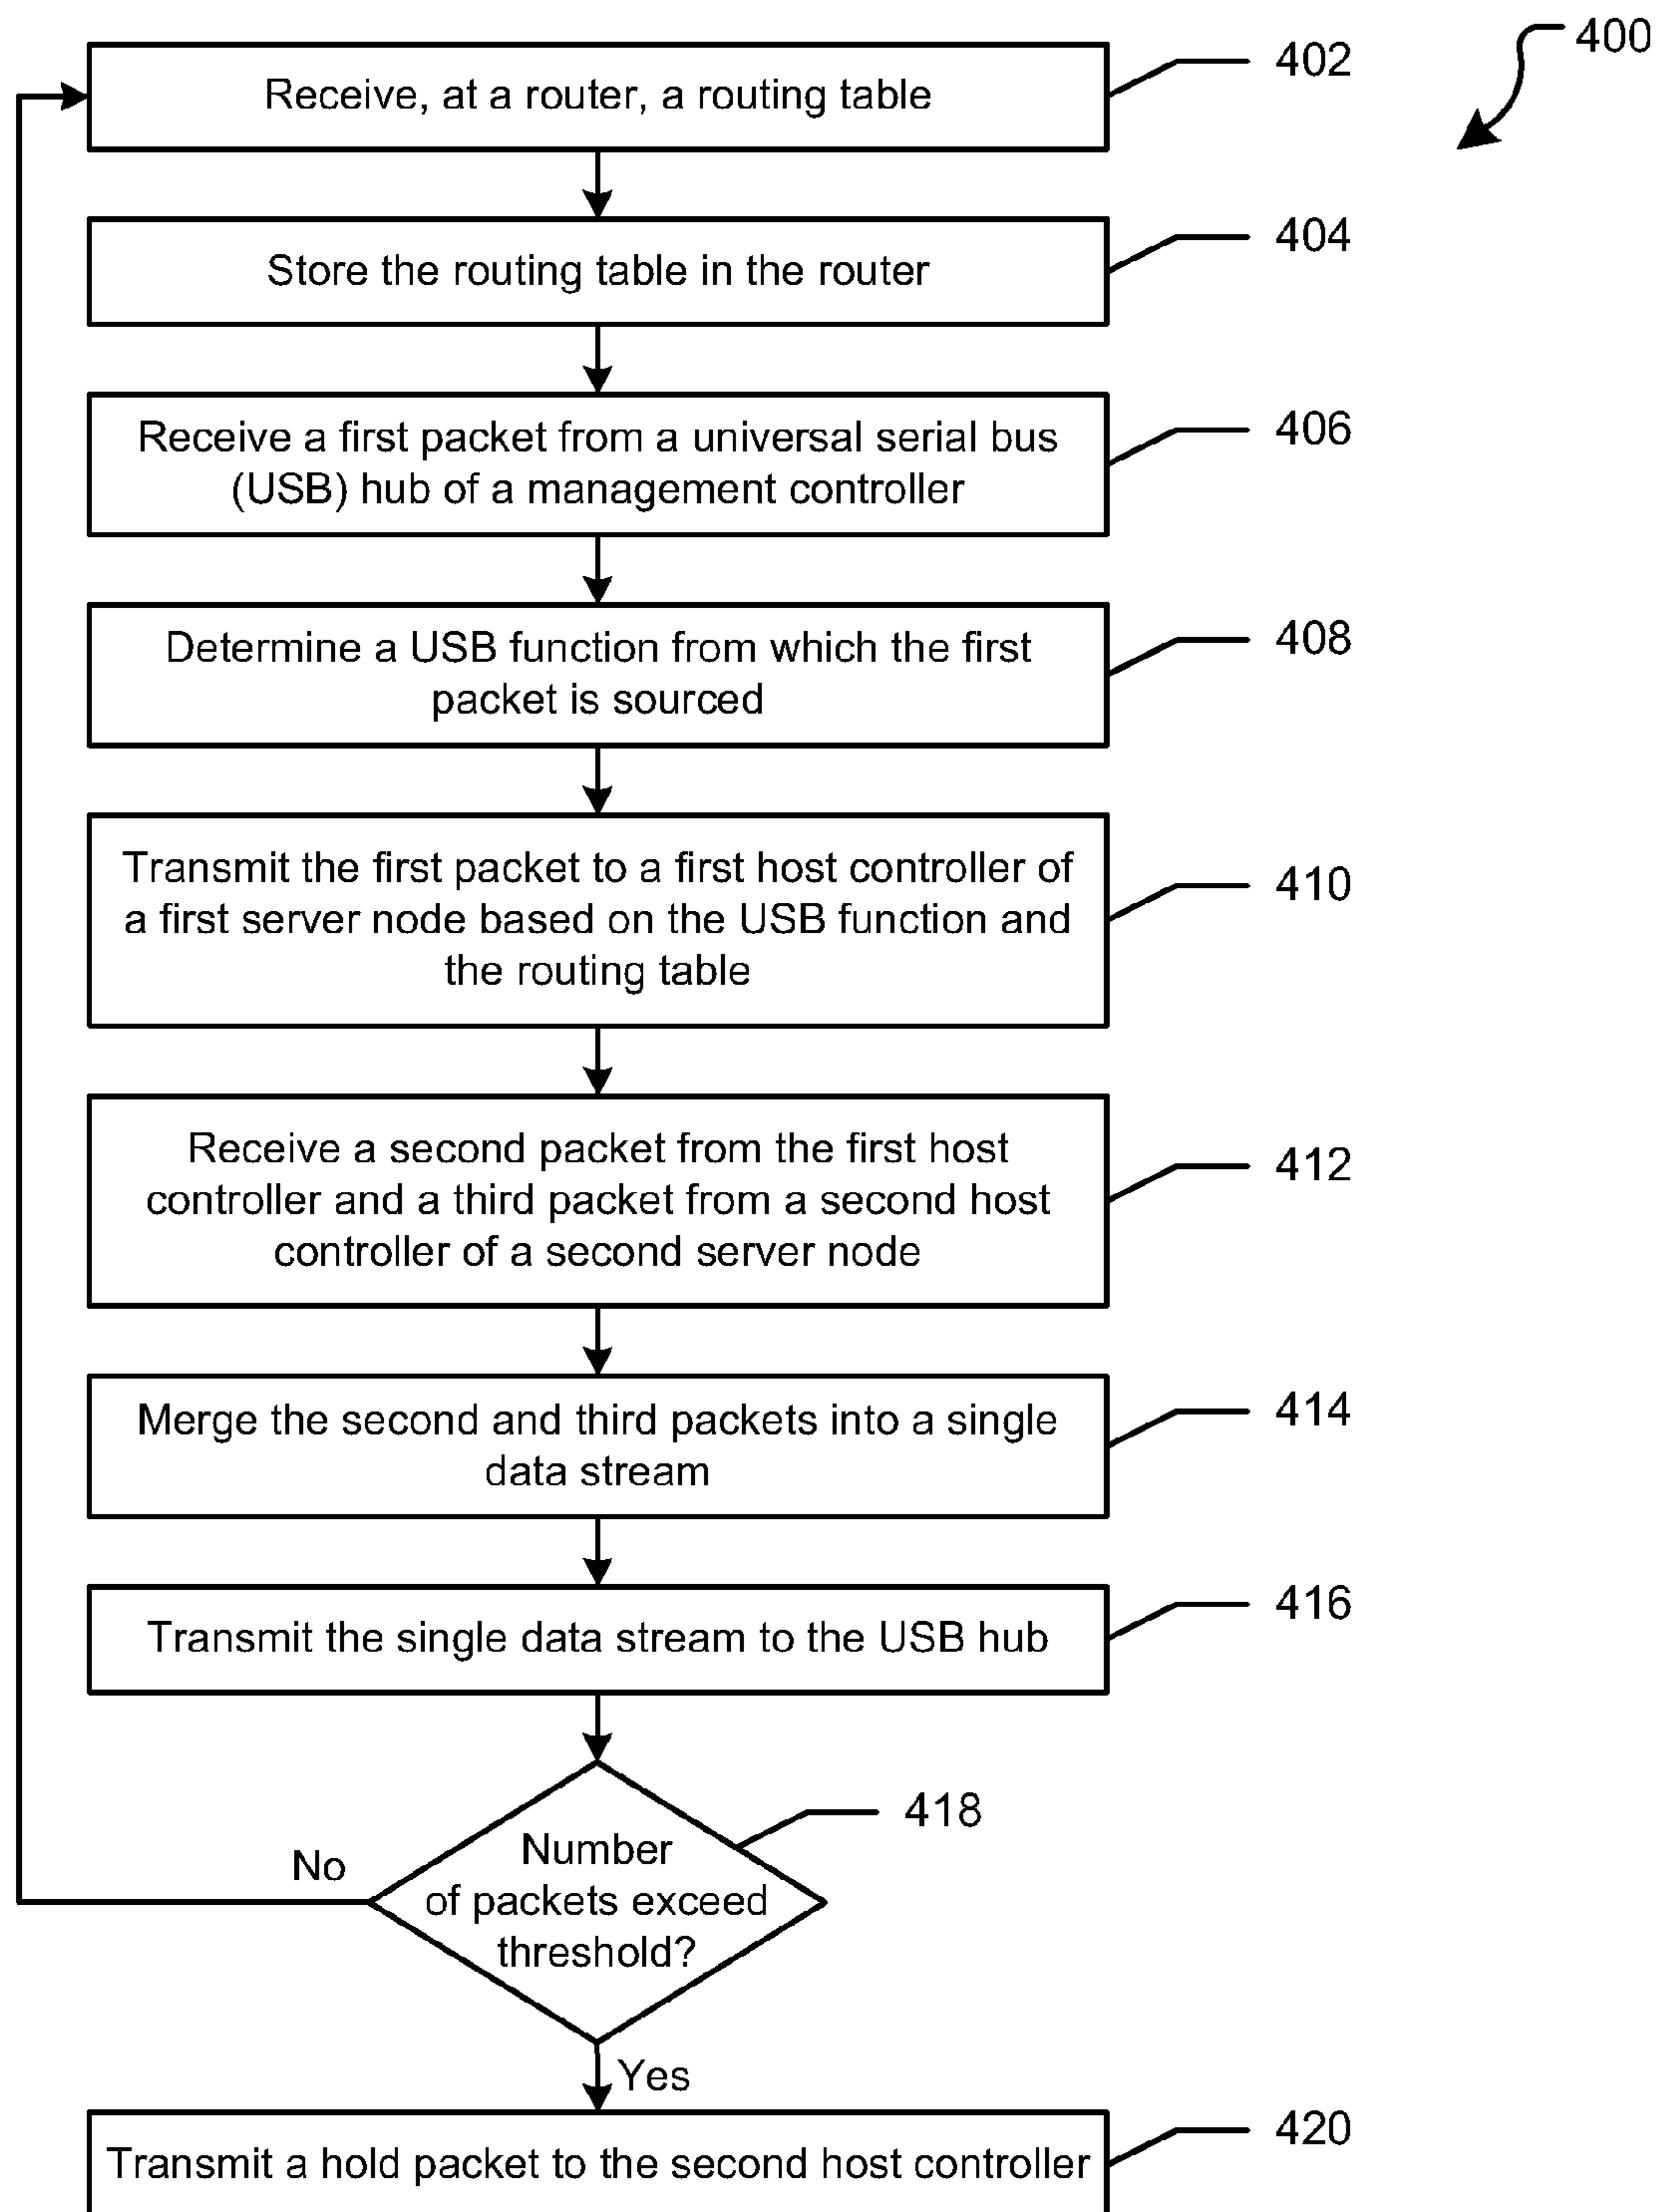 400
Receive, at a router, a routing table
402
Store the routing table in the router
404
Receive a first packet from a universal serial bus
(USB) hub of a management controller
406
Determine a USB function from which the first
packet is sourced
408
Transmit the first packet to a first host controller of
a first server node based on the USB function and
the routing table
410
Receive a second packet from the first host
controller and a third packet from a second host
controller of a second server node
412
Merge the second and third packets into a single
data stream
414
Transmit the single data stream to the USB hub
416
Number
of packets exceed
threshold?
418
No
Yes
Transmit a hold packet to the second host controller
420